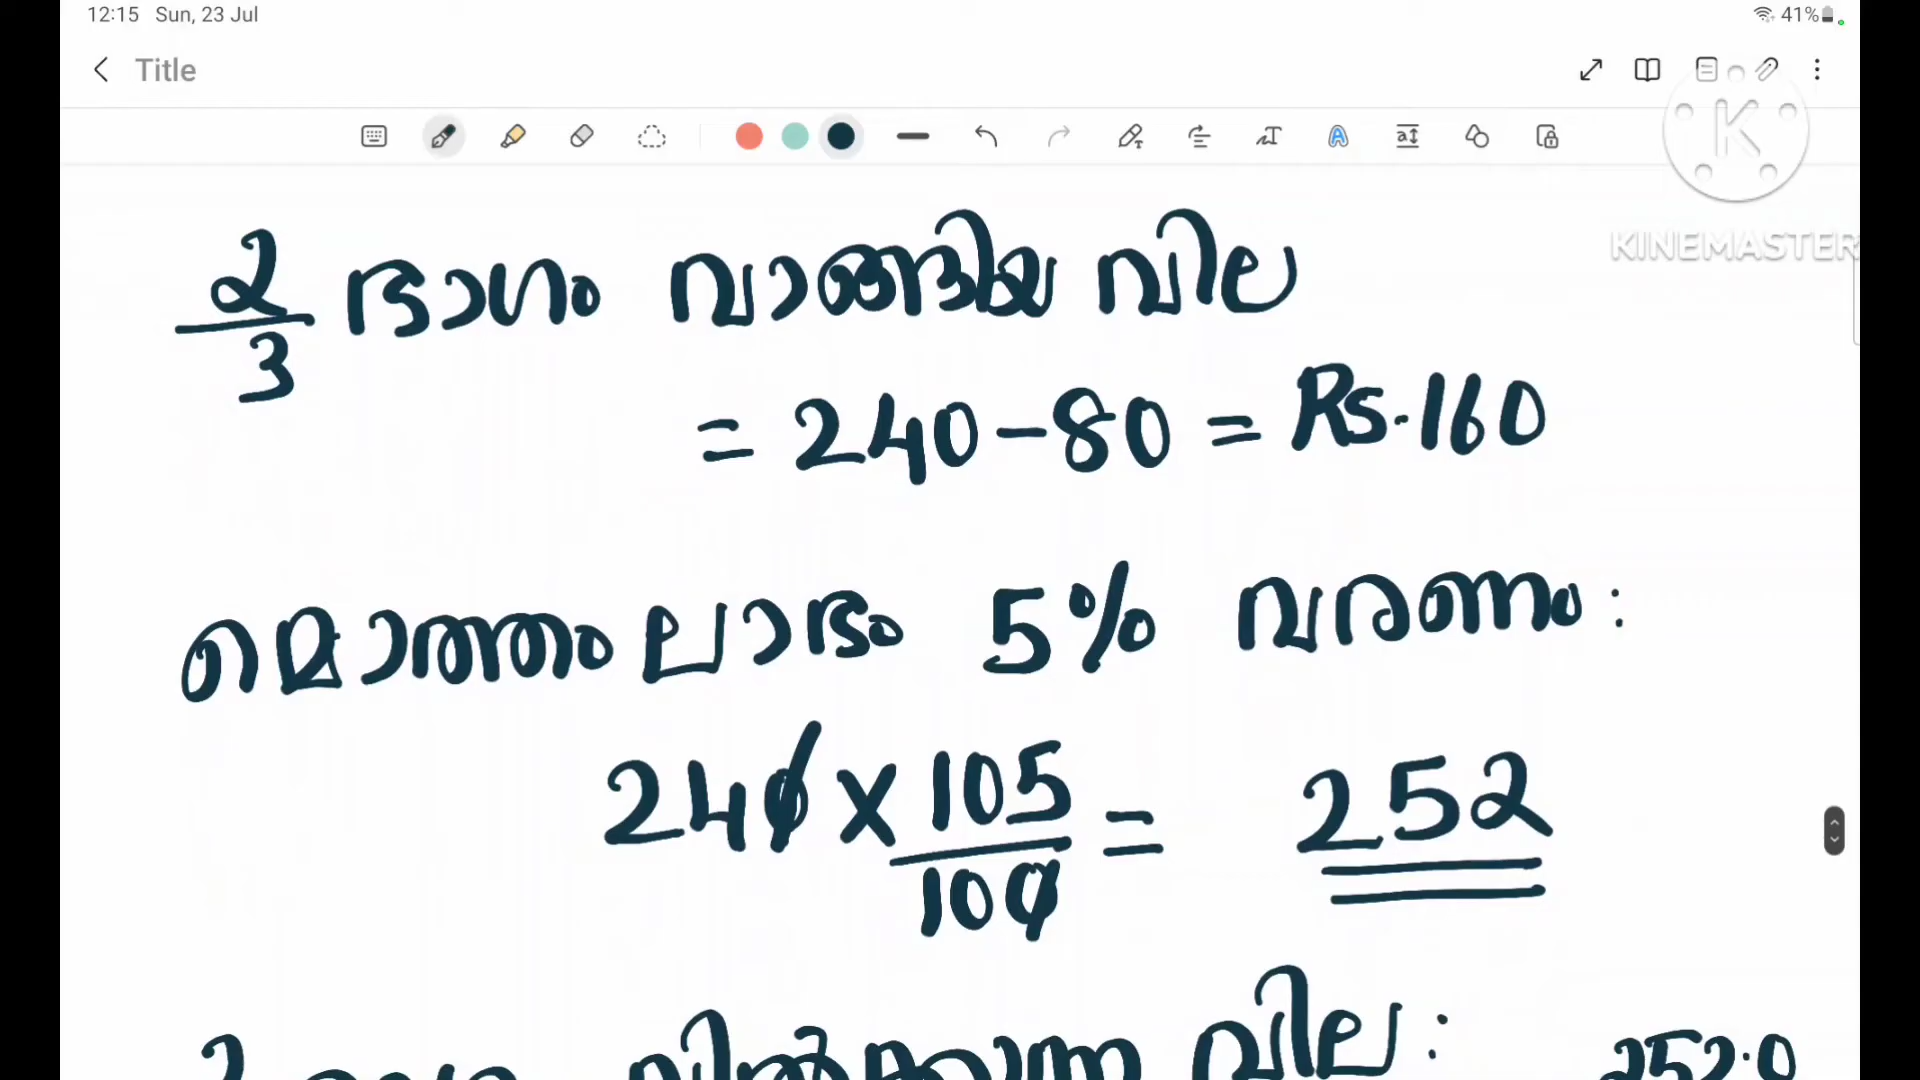 12:15 Sun, 23 Jul 41%
Title
K
KINEMASTER
2/3 ഭാഗം വാങ്ങിയ വില
= 240 - 80 = Rs. 160
മൊത്തം ലാഭം 5% വരണം :
240 x 105/100 = 252
വിൽക്കുന്ന വില :